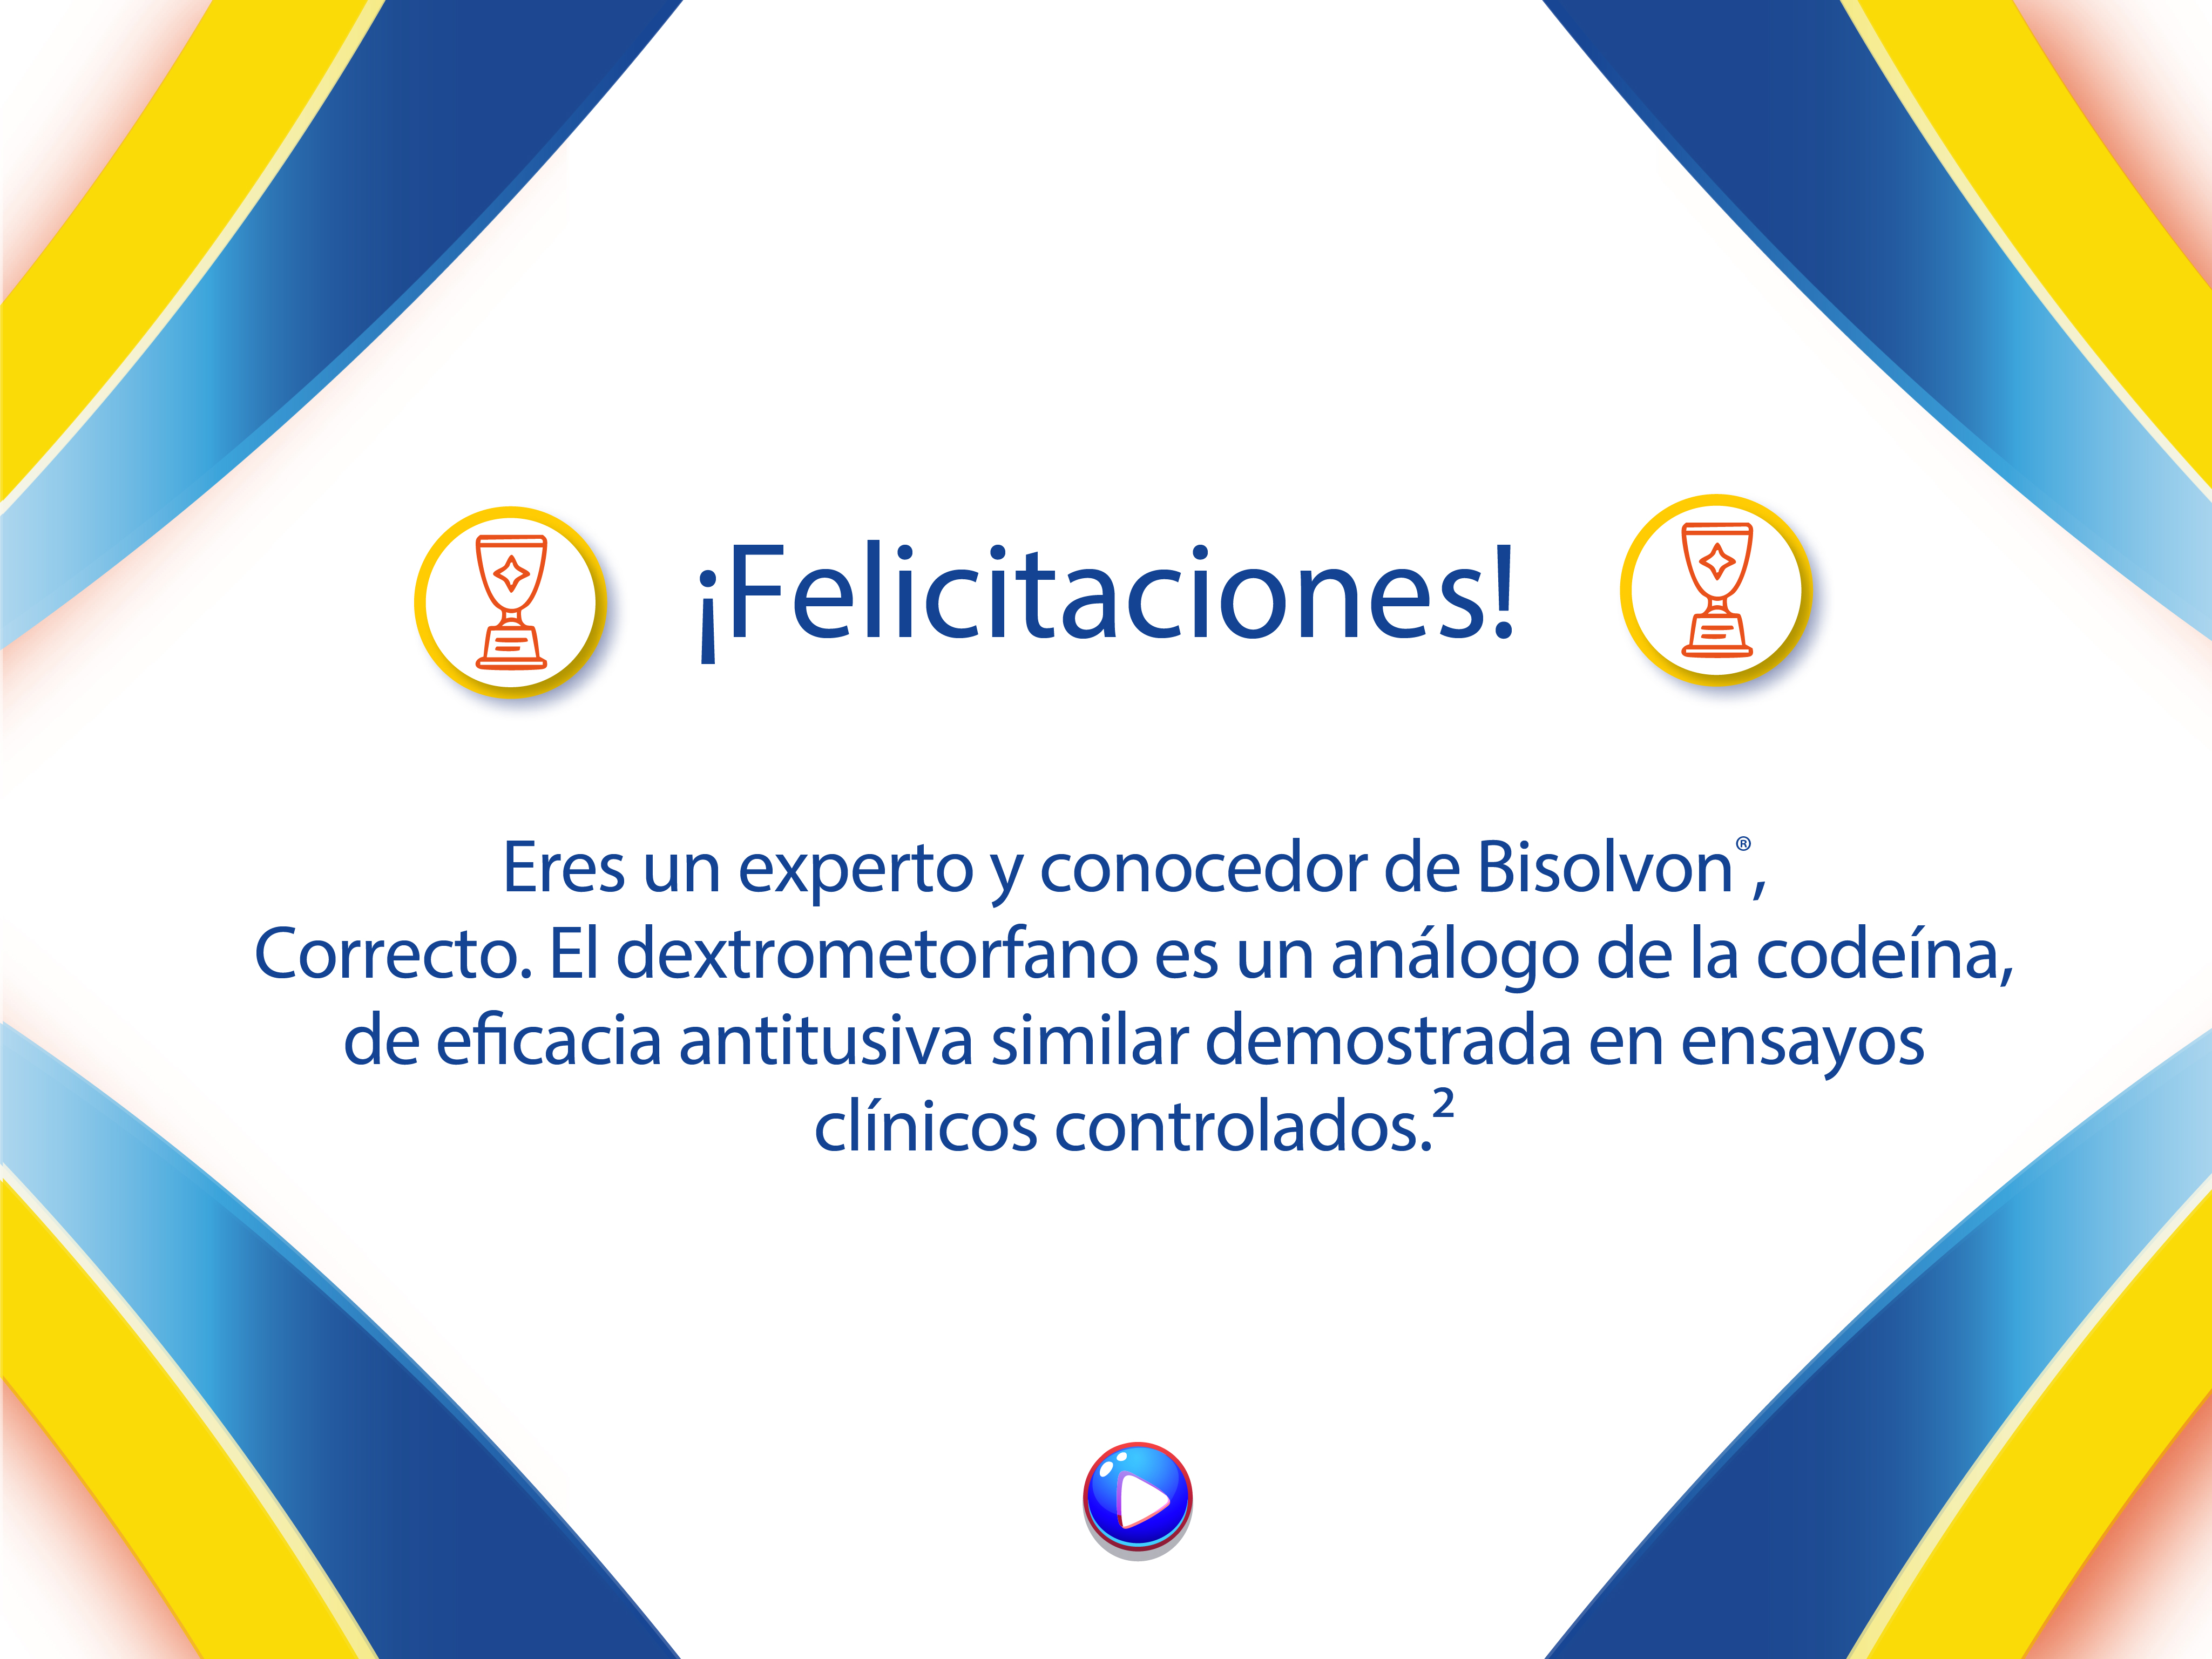 ¡Felicitaciones!
Eres un experto y conocedor de Bisolvon®,
Correcto. El dextrometorfano es un análogo de la codeína,
de eficacia antitusiva similar demostrada en ensayos
clínicos controlados.²